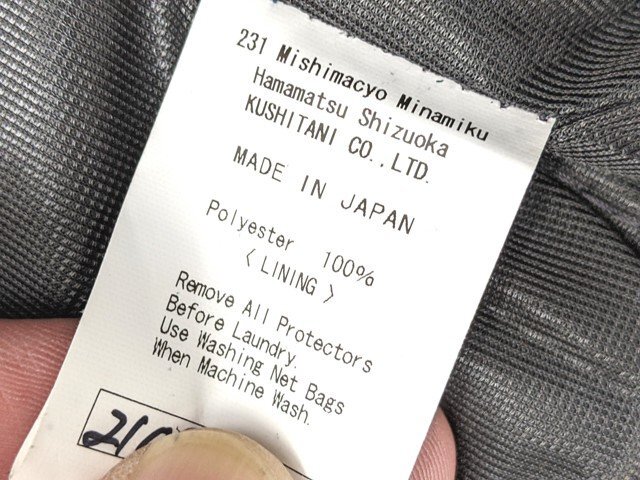 231 Mishimacyo Minamiku
Hamamatsu Shizuoka
KUSHITANI CO.,LTD.
MADE IN JAPAN
Polyester 100%
〈 LINING 〉
Remove All Protectors
Before Laundry.
Use Washing Net Bags
When Machine Wash.